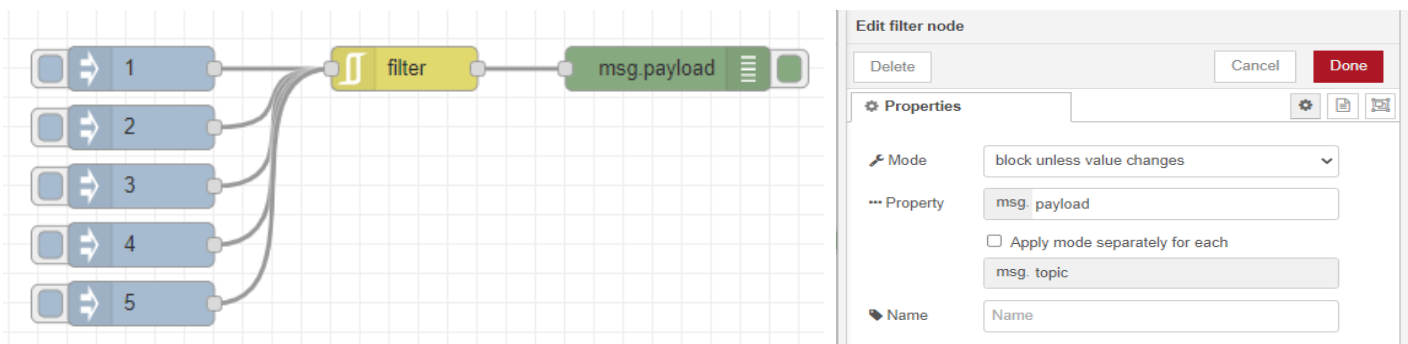 1
filter
msg.payload
2
3
4
5
Edit filter node
Delete
Cancel
Done
Properties
Mode
block unless value changes
Property
msg. payload
Apply mode separately for each
msg. topic
Name
Name